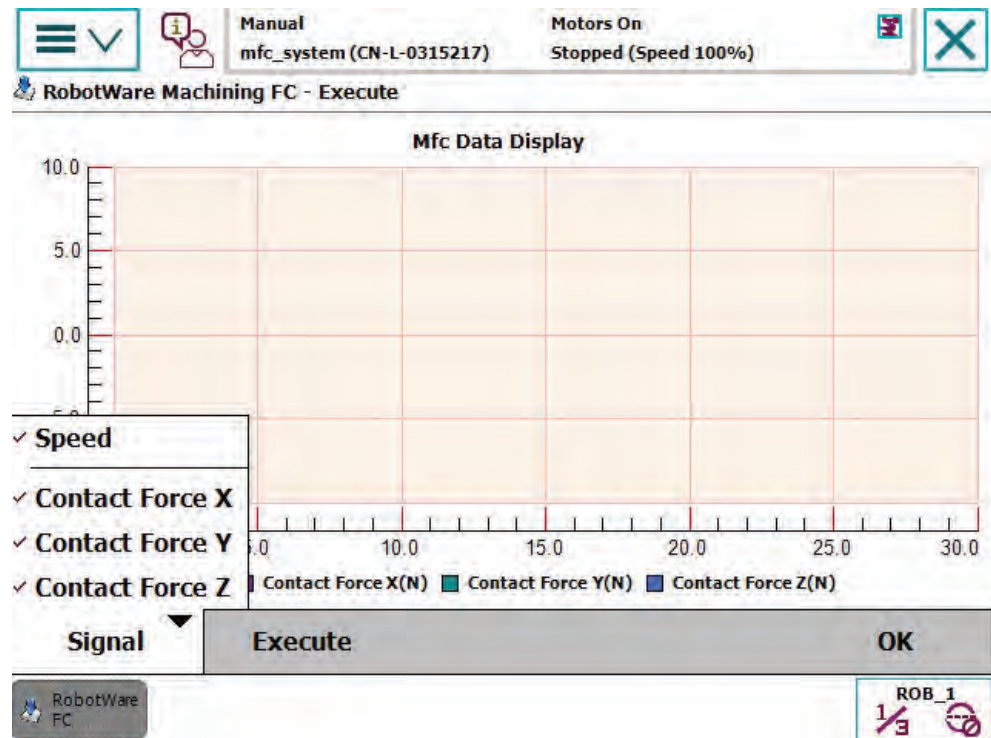 Manual
mfc_system (CN-L-0315217)
Motors On
Stopped (Speed 100%)
RobotWare Machining FC - Execute
Mfc Data Display
10.0
5.0
0.0
Speed
Contact Force X
Contact Force Y
Contact Force Z
10.0 15.0 20.0 25.0 30.0
Contact Force X(N) Contact Force Y(N) Contact Force Z(N)
Signal Execute OK
RobotWare
FC
ROB_1
1/3